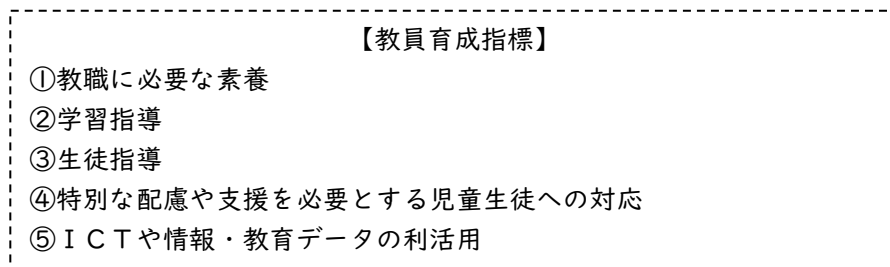 【教員育成指標】
①教職に必要な素養
②学習指導
③生徒指導
④特別な配慮や支援を必要とする児童生徒への対応
⑤ＩＣＴや情報・教育データの利活用